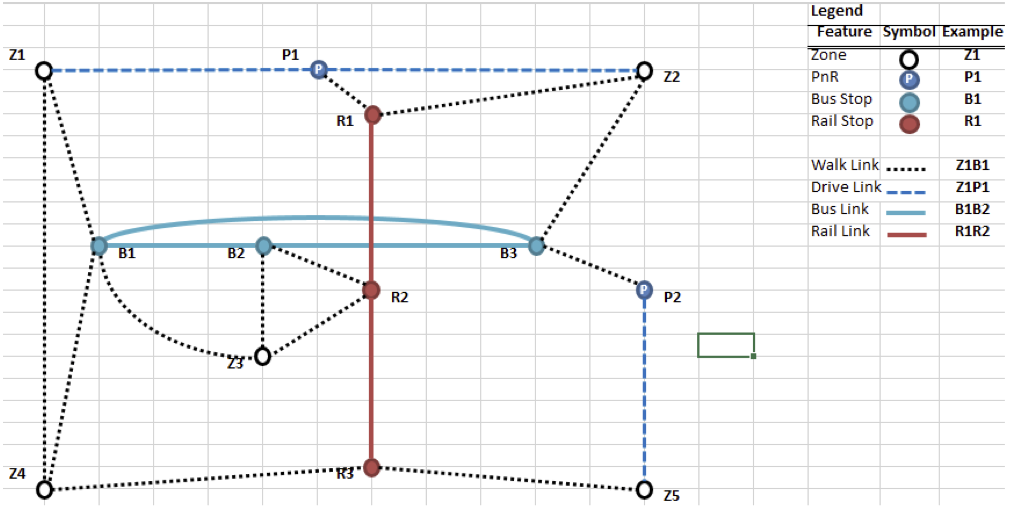 Legend
Feature Symbol Example
Z1
P1
Zone Z1
P
Z2
PnR P P1
Bus Stop B1
R1
Rail Stop R1
Walk Link Z1B1
Drive Link Z1P1
Bus Link B1B2
Rail Link R1R2
B1
B2
B3
P
R2
P2
Z3
Z4
R3
Z5